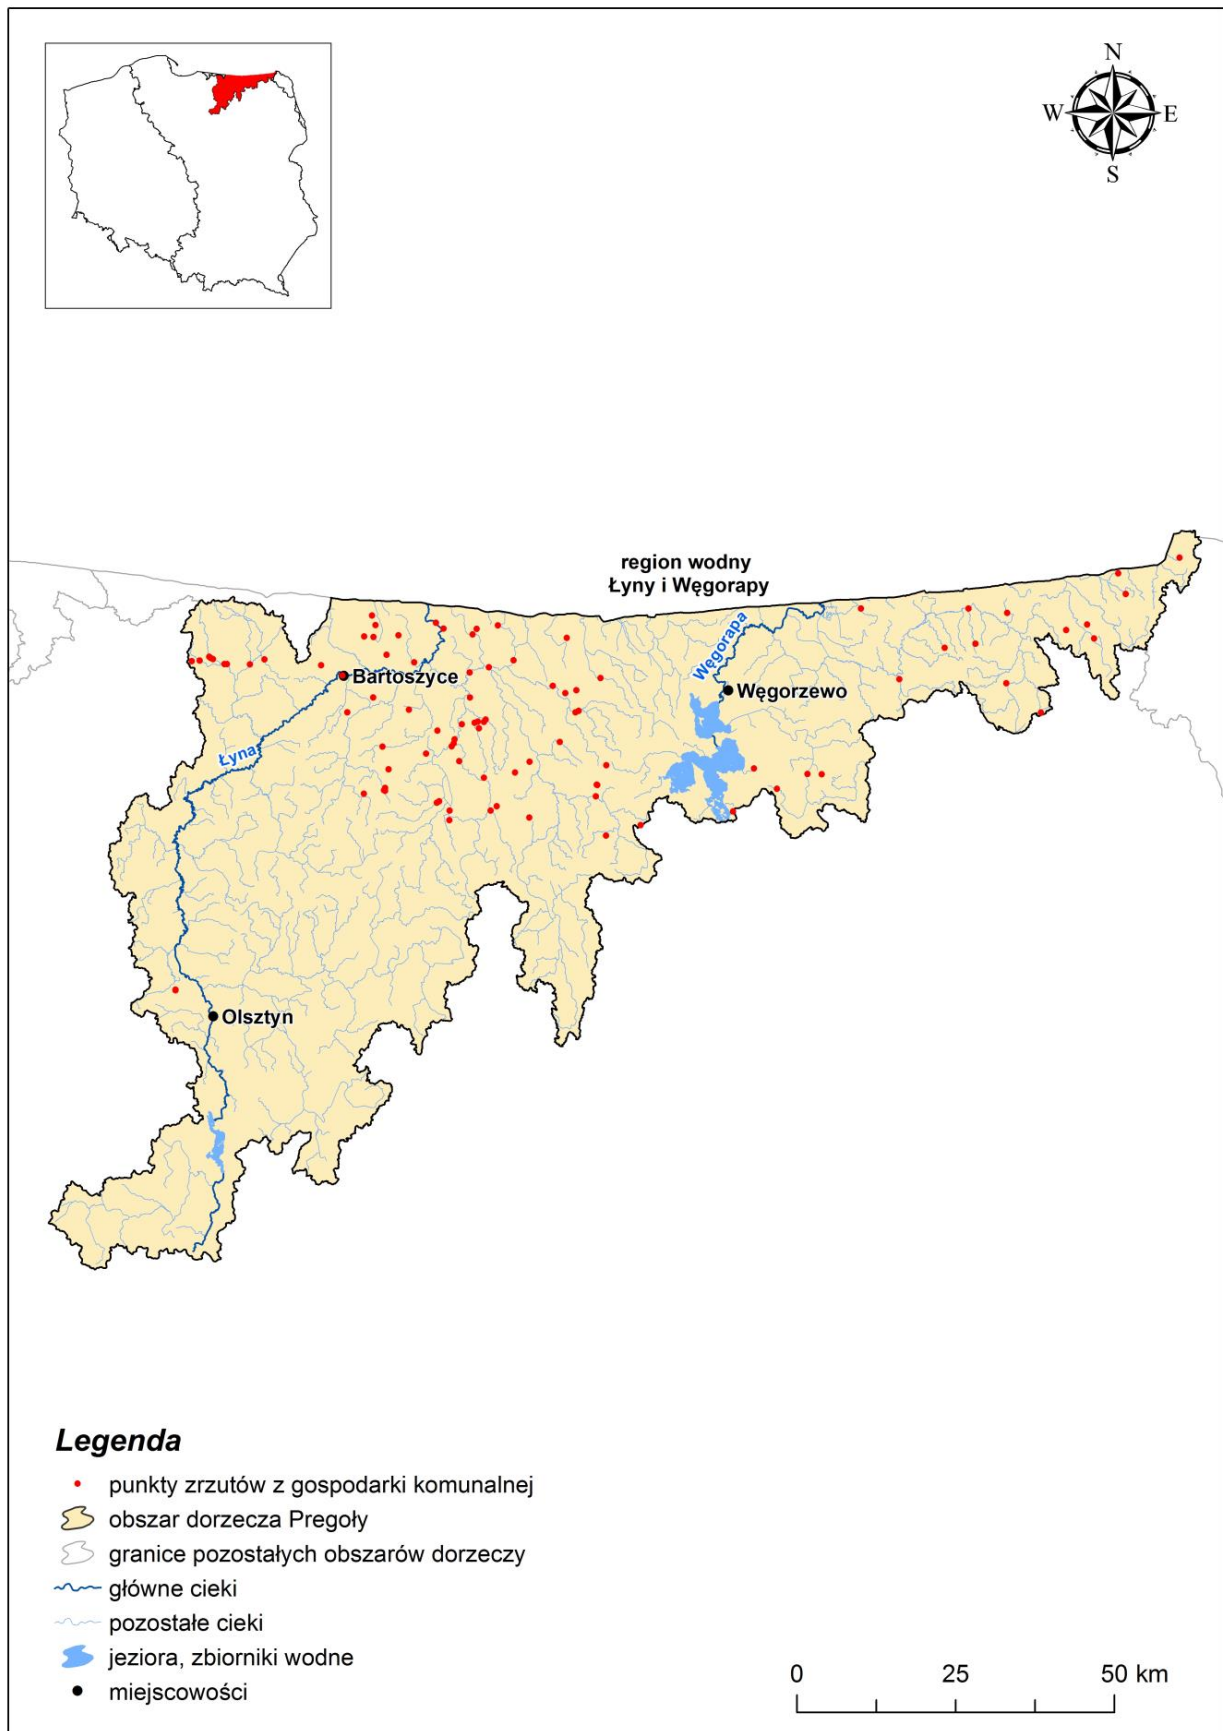 N
W E
S
region wodny
Łyny i Węgorapy
Węgorapa
Bartoszyce
Węgorzewo
Łyna
Olsztyn
Legenda
punkty zrzutów z gospodarki komunalnej
obszar dorzecza Pregoły
granice pozostałych obszarów dorzeczy
główne cieki
pozostałe cieki
jeziora, zbiorniki wodne
miejscowości
0 25 50 km